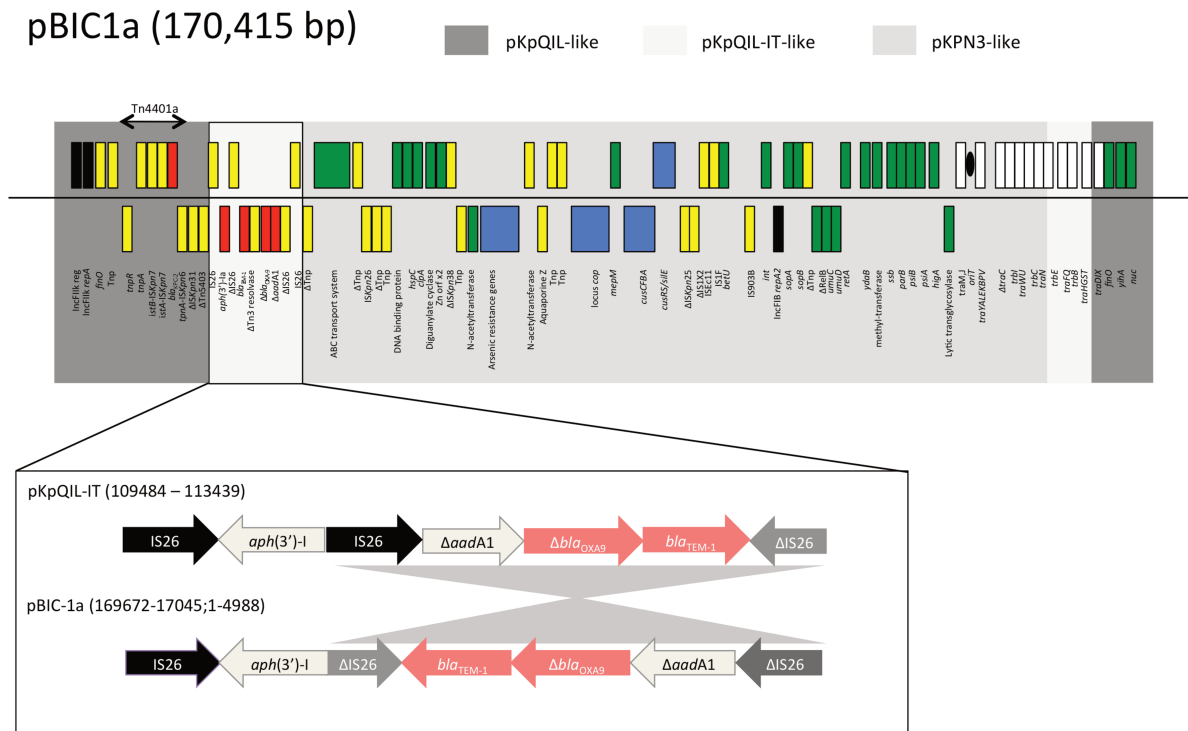 pBIC1a (170,415 bp)
pKpQIL-like
pKpQIL-IT-like
pKPN3-like
Tn4401a
IncFIIk reg
IncFIIk repA
finO
Tnp
tnpR
tnpA
istB-ISKpn7
istA-ISKpn7
blaKPC-2
tpnA-ISKpn6
ΔISKpn31
ΔTn5403
IS26
aph(3')-Ia
ΔIS26
blaTEM-1
ΔTn3 resolvase
ΔblaOXA9
ΔaadA1
ΔIS26
IS26
ΔTnp
ABC transport system
ΔTnp
ISKpn26
ΔTnp
Tnp
DNA binding protein
hspC
clpA
Diguanylate cyclase
Zn orf x2
ΔISKpn38
Tnp
N-acetyltransferase
Arsenic resistance genes
N-acetyltransferase
Aquaporine Z
Tnp
Tnp
locus cop
mepM
cusCFBA
cusRS/silE
ΔISKpn25
ΔIS1X2
ISEc11
IS1F
betU
IS903B
int
IncFIB repA2
sopA
sopB
ΔTnp
ΔRelB
umuC
umuD
retA
ydaB
methyl-transferase
ssb
parB
psiB
psiA
higA
Lytic transglycosylase
traM,J
oriT
traYALEKBPV
ΔtraC
trbI
traWU
trbC
traN
trbE
traFQ
trbB
traHGST
traDIX
finO
yihA
nuc
pKpQIL-IT (109484 – 113439)
IS26 aph(3')-I IS26 ΔaadA1 ΔblaOXA9 blaTEM-1 ΔIS26
pBIC-1a (169672-17045;1-4988)
IS26 aph(3')-I ΔIS26 blaTEM-1 ΔblaOXA9 ΔaadA1 ΔIS26